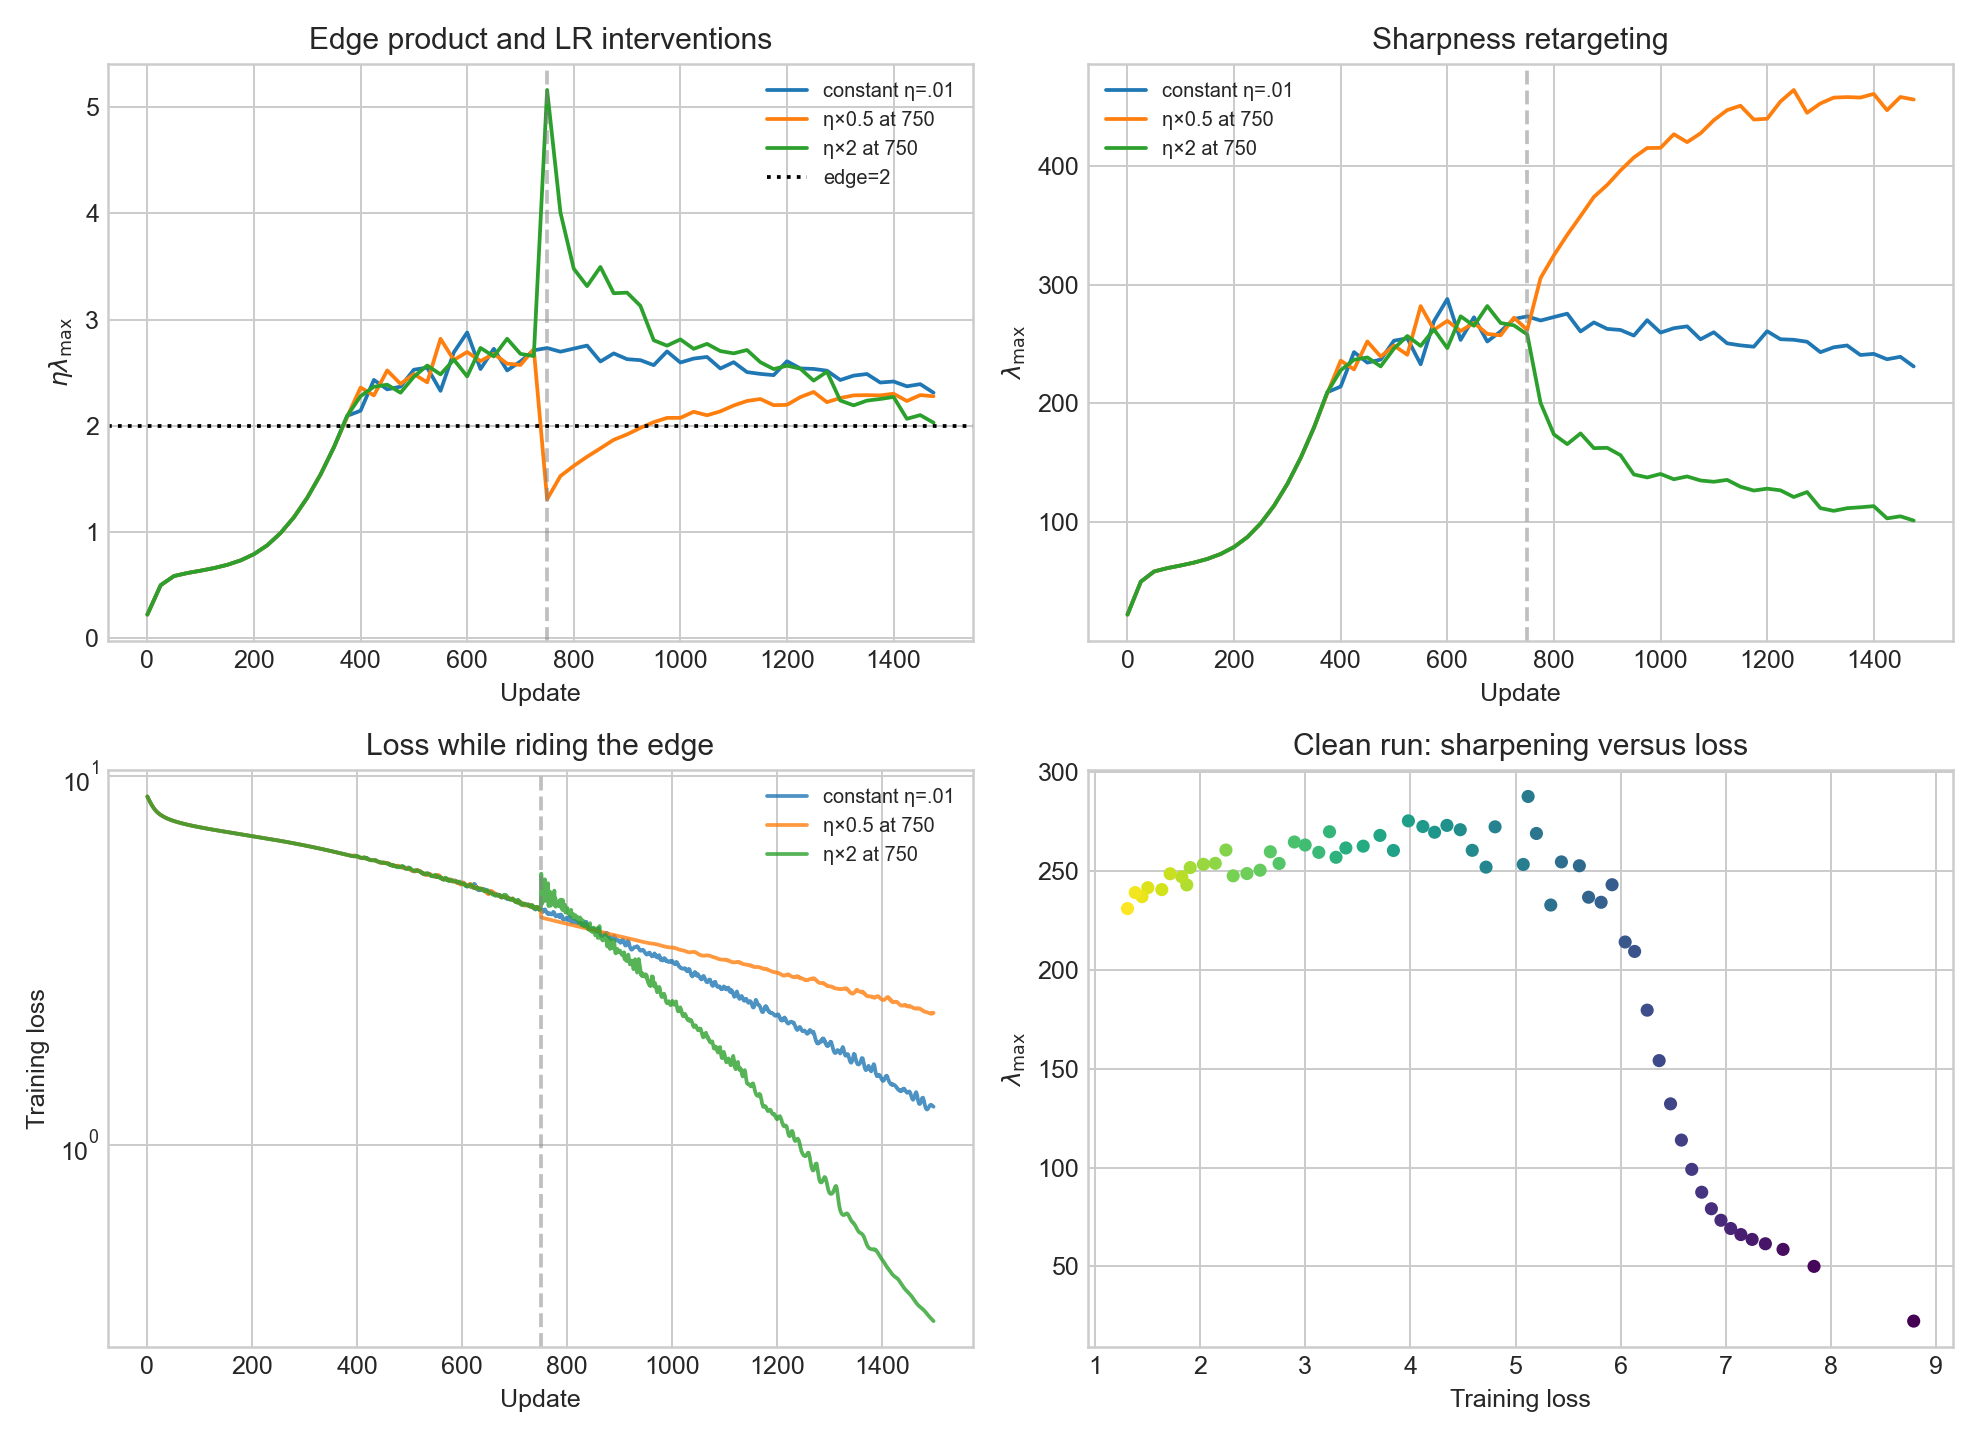 Edge product and LR interventions
ηλmax
5
4
3
2
1
0
constant η=.01
η×0.5 at 750
η×2 at 750
edge=2
0 200 400 600 800 1000 1200 1400
Update
Sharpness retargeting
λmax
400
300
200
100
constant η=.01
η×0.5 at 750
η×2 at 750
0 200 400 600 800 1000 1200 1400
Update
Loss while riding the edge
Training loss
10¹
10⁰
constant η=.01
η×0.5 at 750
η×2 at 750
0 200 400 600 800 1000 1200 1400
Update
Clean run: sharpening versus loss
λmax
300
250
200
150
100
50
1 2 3 4 5 6 7 8 9
Training loss